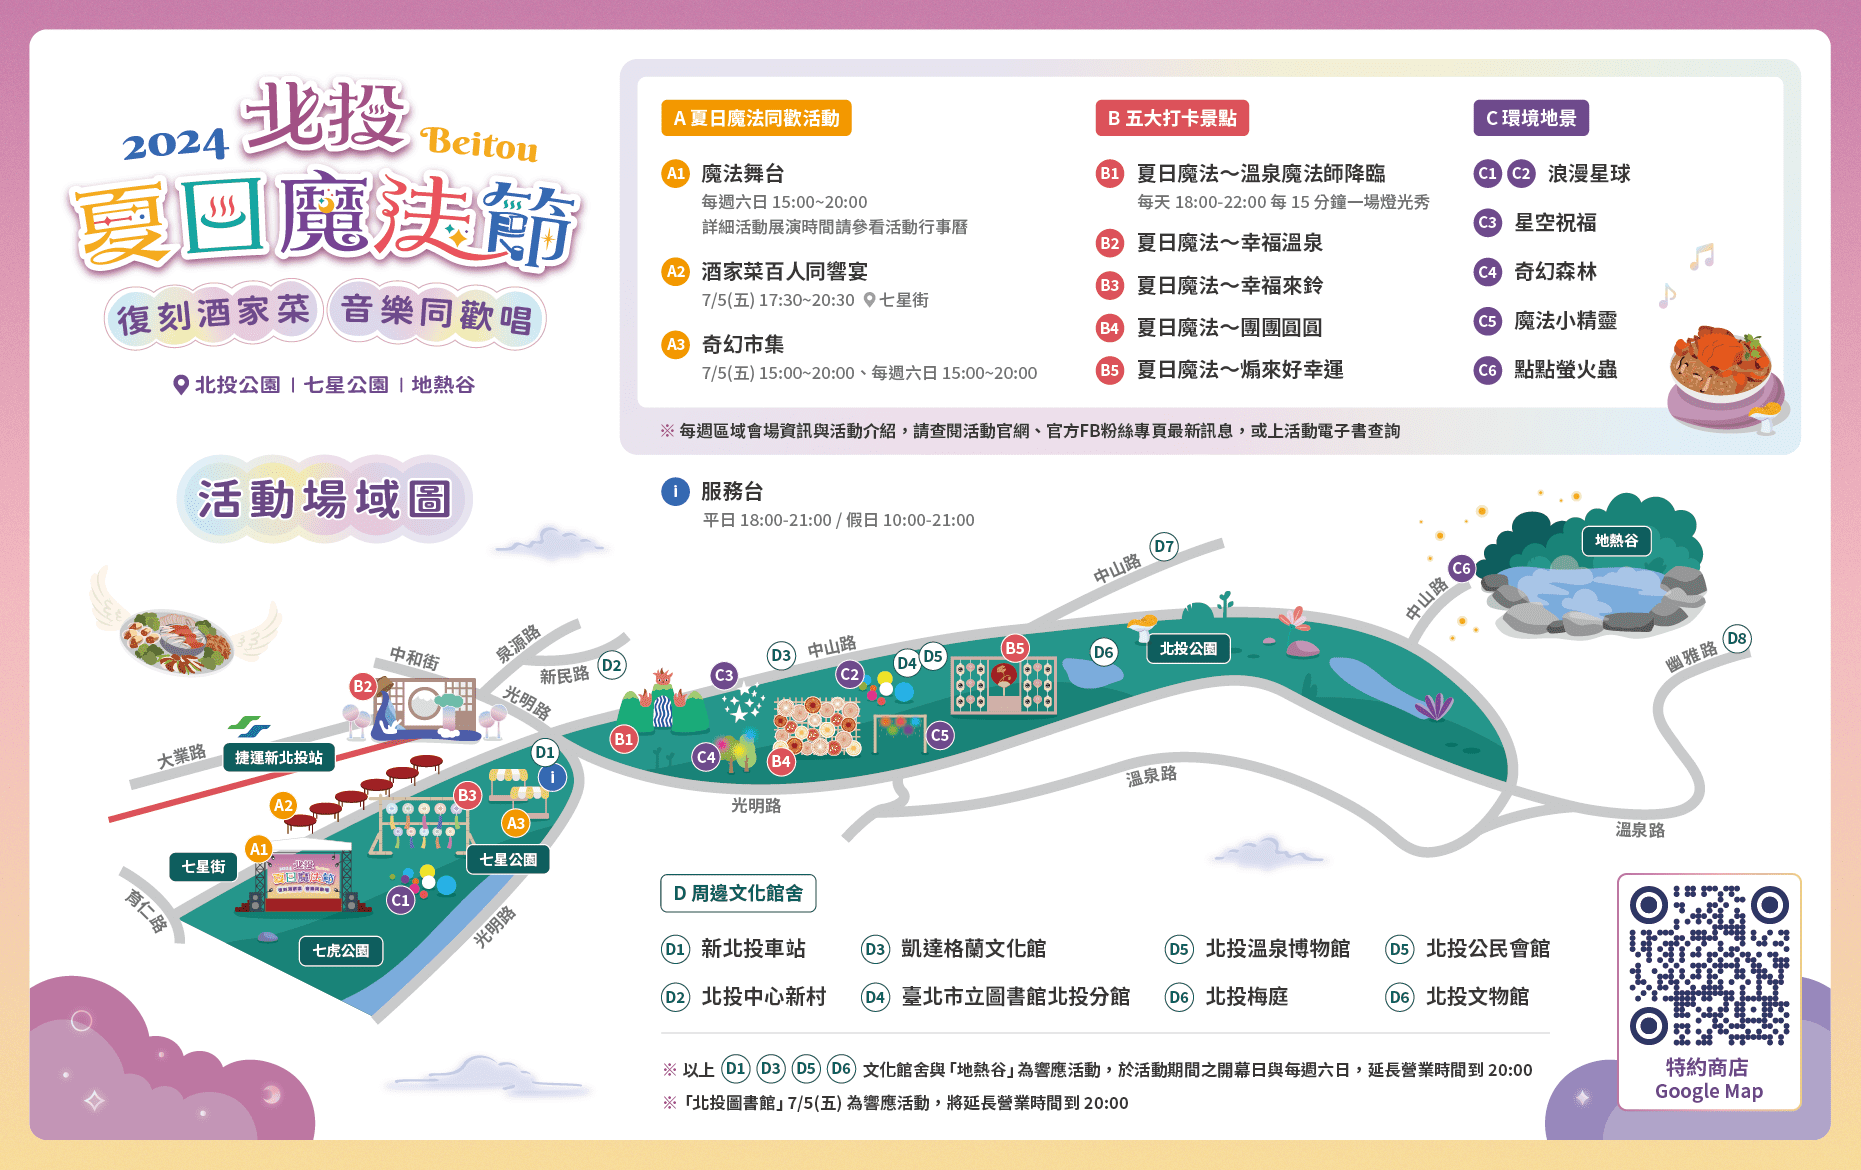 2024 北投 Beitou
夏日魔法節
復刻酒家菜 音樂同歡唱
北投公園 | 七星公園 | 地熱谷
活動場域圖
A 夏日魔法同歡活動
A1 魔法舞台
每週六日 15:00~20:00
詳細活動展演時間請參看活動行事曆
A2 酒家菜百人同響宴
7/5(五) 17:30~20:30 七星街
A3 奇幻市集
7/5(五) 15:00~20:00、每週六日 15:00~20:00
B 五大打卡景點
B1 夏日魔法～溫泉魔法師降臨
每天 18:00-22:00 每 15 分鐘一場燈光秀
B2 夏日魔法～幸福溫泉
B3 夏日魔法～幸福來鈴
B4 夏日魔法～團團圓圓
B5 夏日魔法～煽來好幸運
C 環境地景
C1 C2 浪漫星球
C3 星空祝福
C4 奇幻森林
C5 魔法小精靈
C6 點點螢火蟲
※ 每週區域會場資訊與活動介紹，請查閱活動官網、官方FB粉絲專頁最新訊息，或上活動電子書查詢
i 服務台
平日 18:00-21:00 / 假日 10:00-21:00
中山路
D7
地熱谷
C6
中山路
幽雅路
D8
泉源路
中和街
新民路
D2
光明路
D3
中山路
C3
C2
D4
D5
B5
D6
北投公園
B2
大業路
捷運新北投站
B1
C4
B4
C5
D1
i
光明路
溫泉路
溫泉路
A2
B3
A3
A1
北投
夏日魔法節
七星街
七星公園
C1
育仁路
光明路
七虎公園
D 周邊文化館舍
D1 新北投車站
D3 凱達格蘭文化館
D5 北投溫泉博物館
D5 北投公民會館
D2 北投中心新村
D4 臺北市立圖書館北投分館
D6 北投梅庭
D6 北投文物館
※ 以上 D1 D3 D5 D6 文化館舍與「地熱谷」為響應活動，於活動期間之開幕日與每週六日，延長營業時間到 20:00
※「北投圖書館」7/5(五) 為響應活動，將延長營業時間到 20:00
特約商店
Google Map